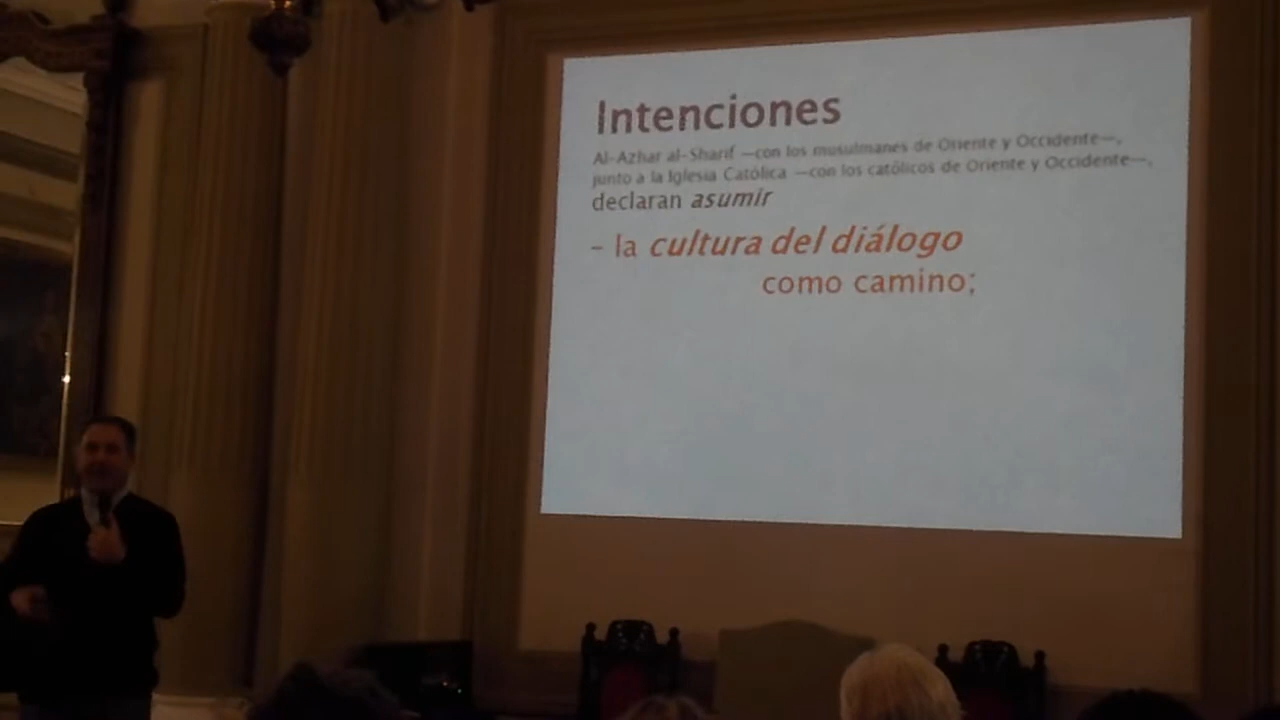 Intenciones
Al-Azhar al-Sharif —con los musulmanes de Oriente y Occidente—,
junto a la Iglesia Católica —con los católicos de Oriente y Occidente—,
declaran asumir
- la cultura del diálogo
como camino;